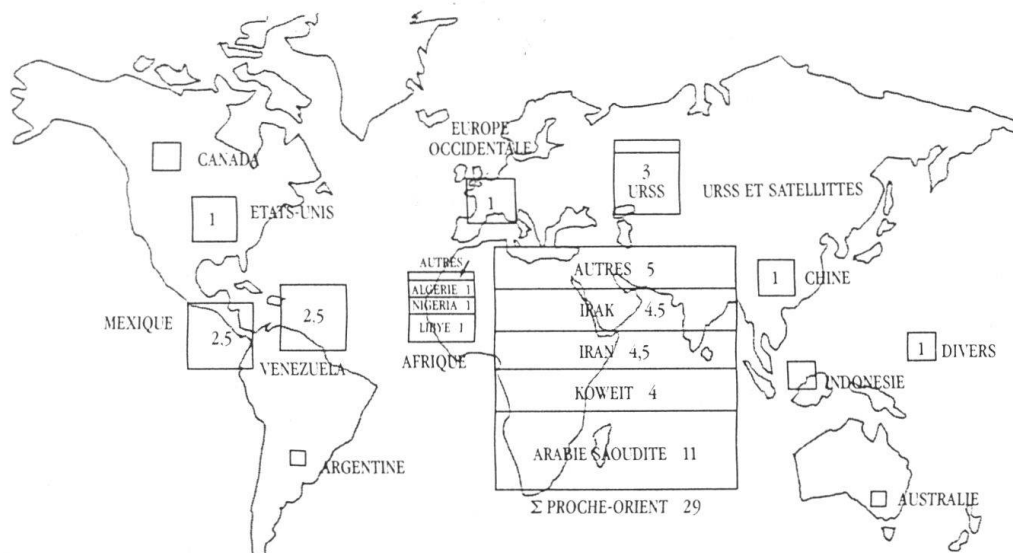 EUROPE
OCCIDENTALE
CANADA
3
URSS
URSS ET SATELLITTES
1
ETATS-UNIS
1
AUTRES
ALGÉRIE 1
NIGERIA 1
LIBYE 1
AFRIQUE
AUTRES 5
IRAK 4.5
IRAN 4,5
KOWEIT 4
ARABIE SAOUDITE 11
Σ PROCHE-ORIENT 29
1
CHINE
MEXIQUE
2.5
2.5
VENEZUELA
1
DIVERS
INDONESIE
ARGENTINE
AUSTRALIE